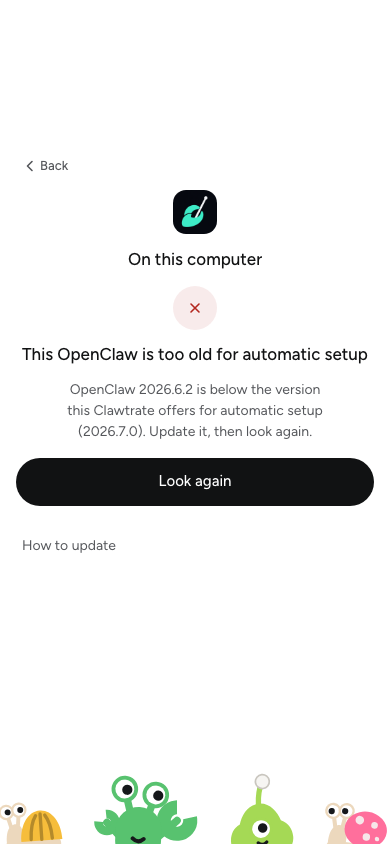 Back
On this computer
This OpenClaw is too old for automatic setup
OpenClaw 2026.6.2 is below the version
this Clawtrate offers for automatic setup
(2026.7.0). Update it, then look again.
Look again
How to update